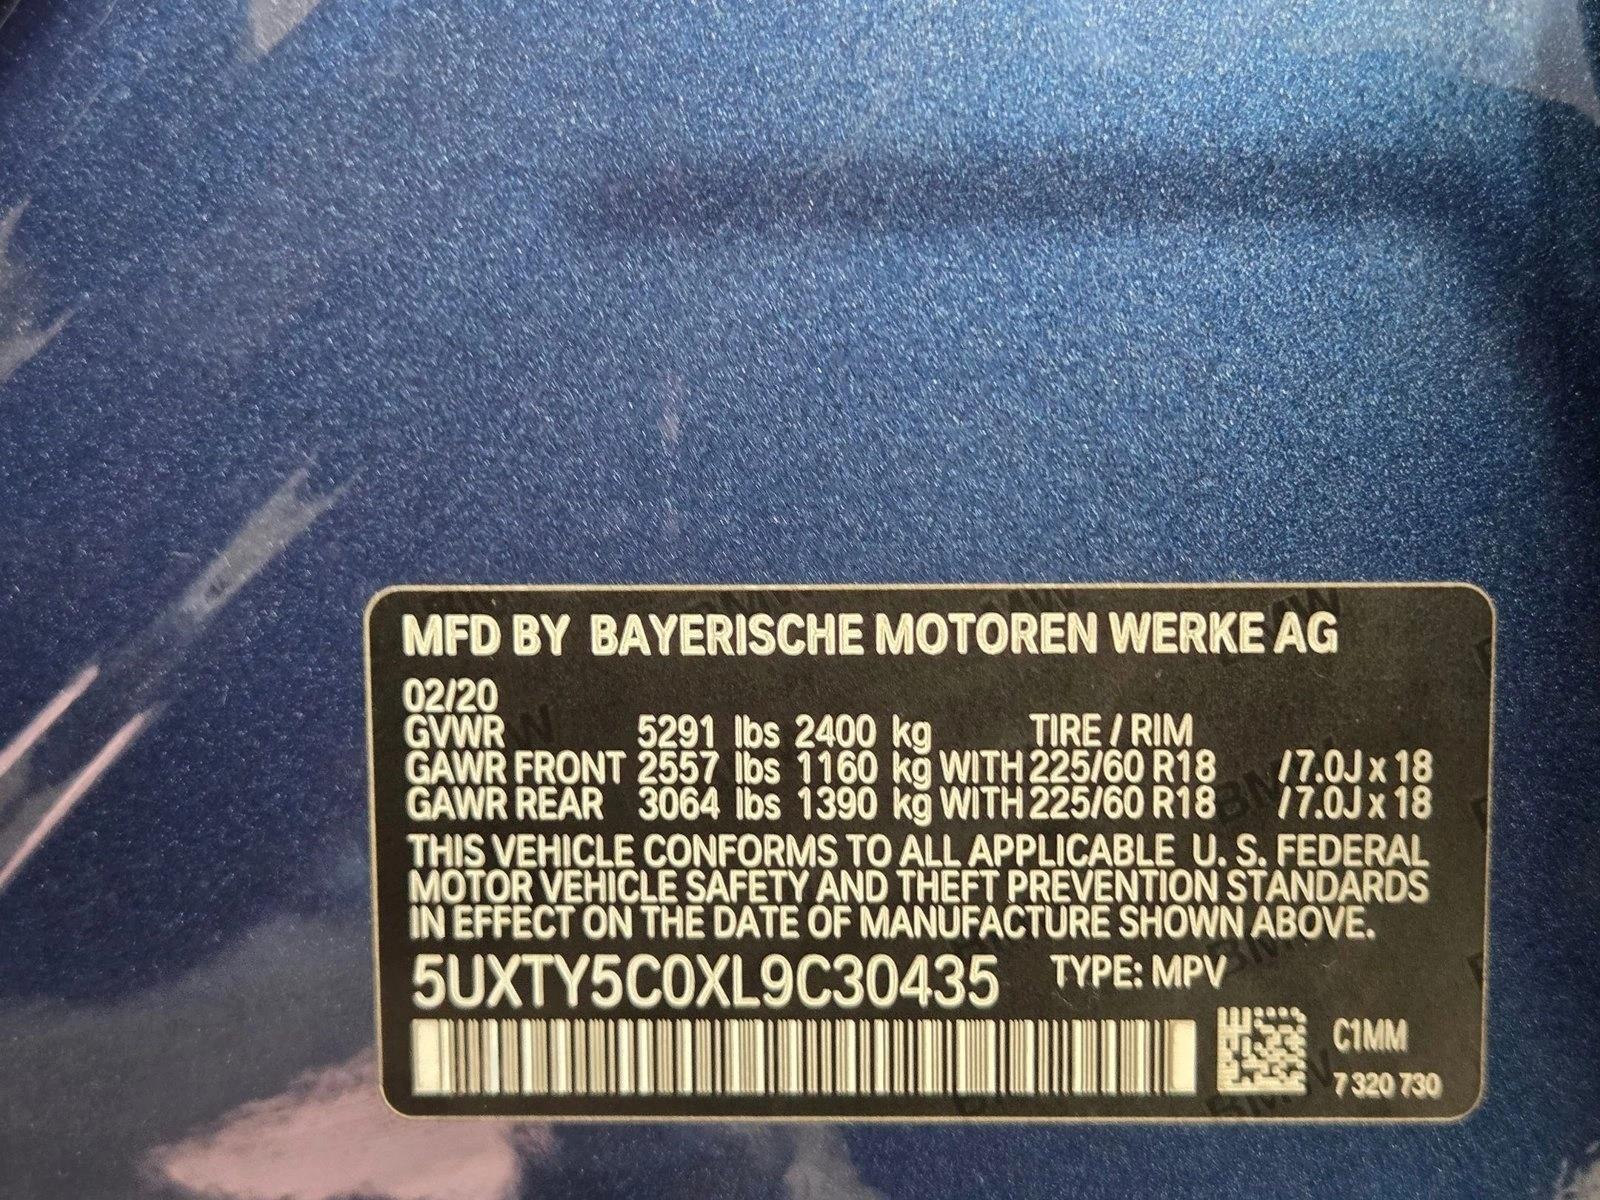 MFD BY BAYERISCHE MOTOREN WERKE AG
02/20
GVWR 5291 lbs 2400 kg TIRE / RIM
GAWR FRONT 2557 lbs 1160 kg WITH 225/60 R18 /7.0J x 18
GAWR REAR 3064 lbs 1390 kg WITH 225/60 R18 /7.0J x 18
THIS VEHICLE CONFORMS TO ALL APPLICABLE U. S. FEDERAL
MOTOR VEHICLE SAFETY AND THEFT PREVENTION STANDARDS
IN EFFECT ON THE DATE OF MANUFACTURE SHOWN ABOVE.
5UXTY5C0XL9C30435 TYPE: MPV
C1MM
7 320 730